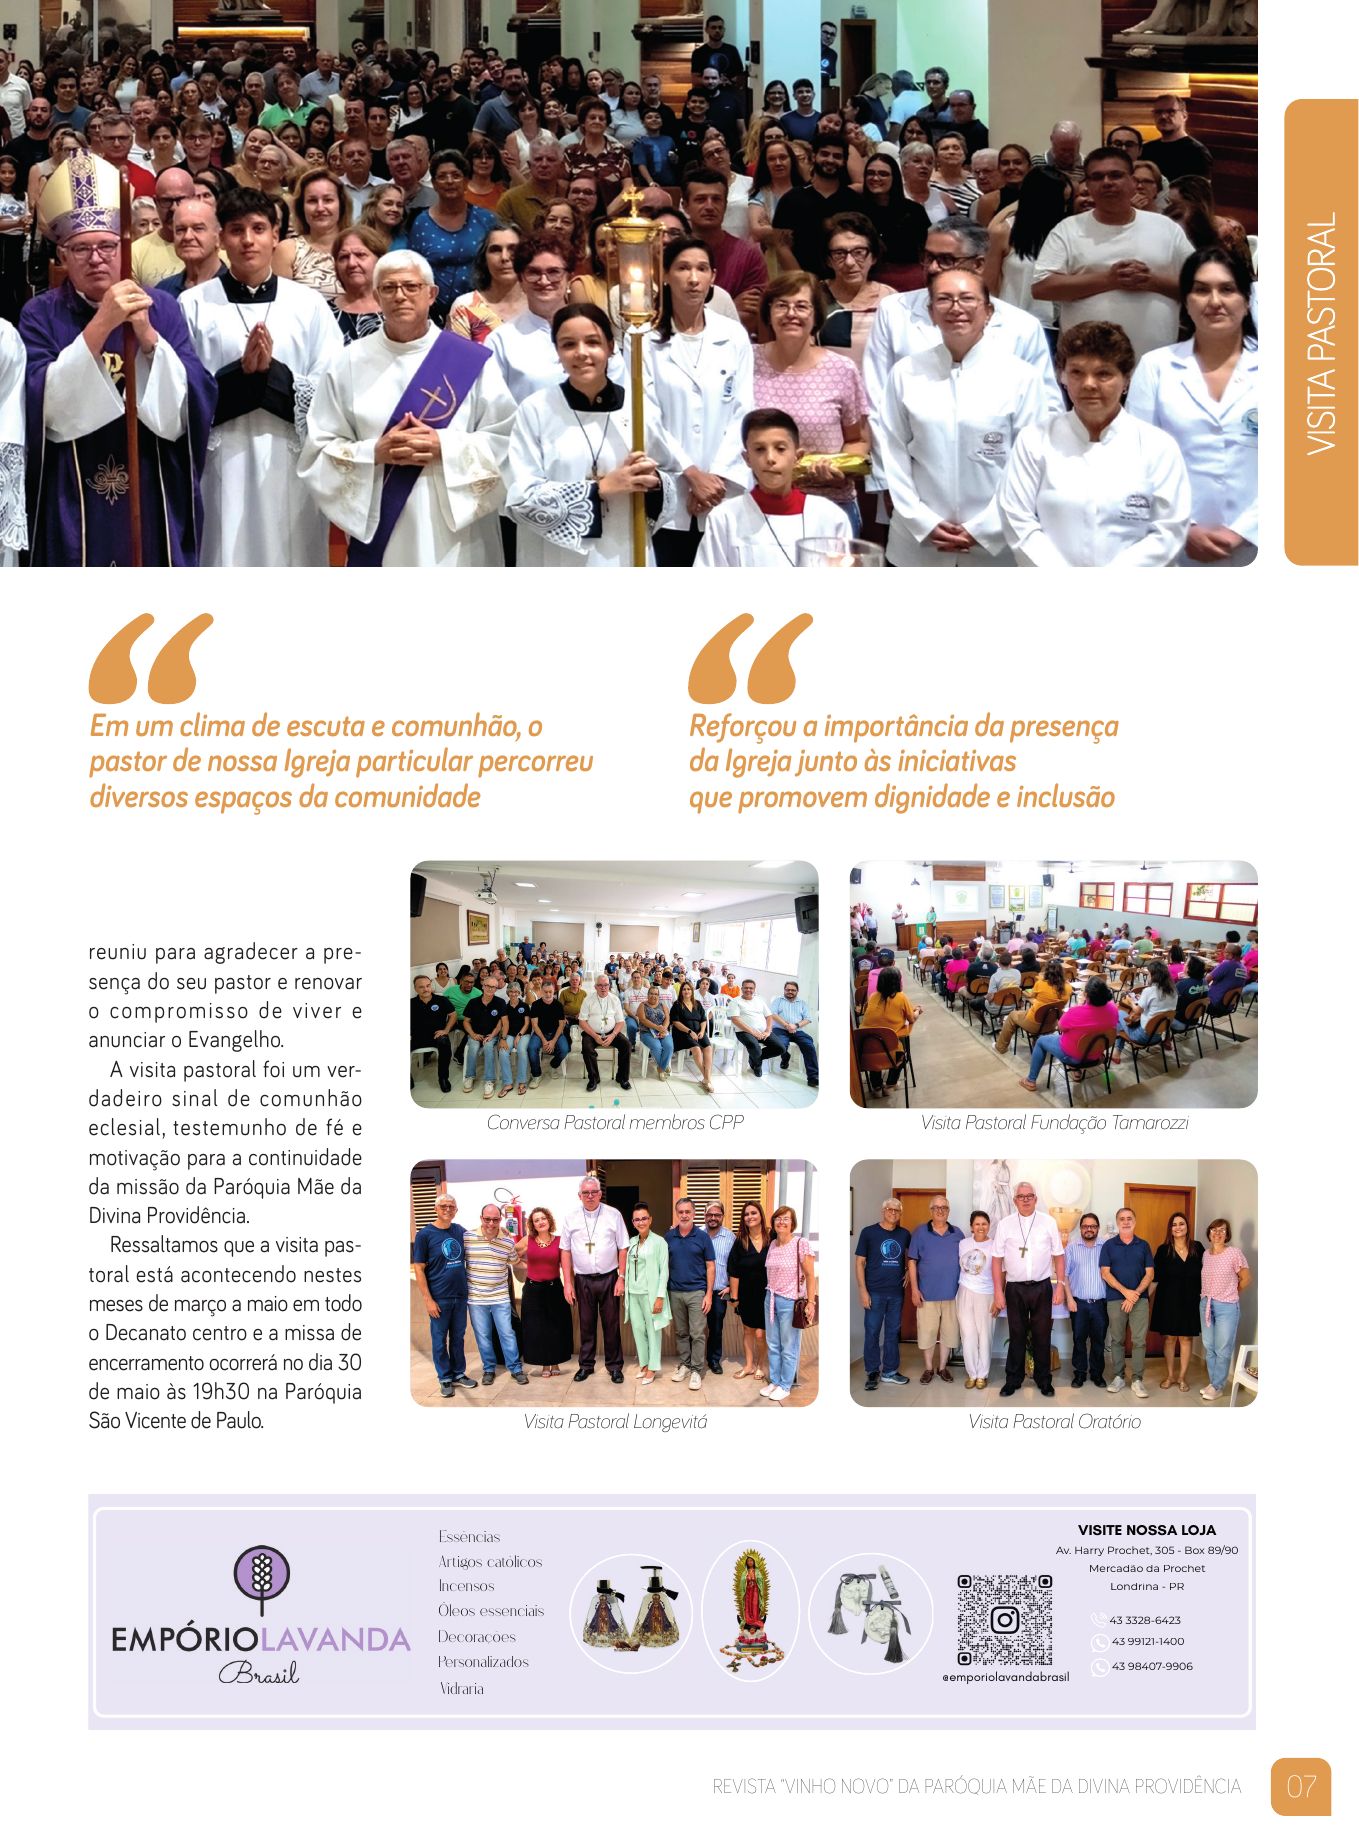 VISITA PASTORAL
Em um clima de escuta e comunhão, o
pastor de nossa Igreja particular percorreu
diversos espaços da comunidade
Reforçou a importância da presença
da Igreja junto às iniciativas
que promovem dignidade e inclusão
reuniu para agradecer a pre-
sença do seu pastor e renovar
o compromisso de viver e
anunciar o Evangelho.
A visita pastoral foi um ver-
dadeiro sinal de comunhão
eclesial, testemunho de fé e
motivação para a continuidade
da missão da Paróquia Mãe da
Divina Providência.
Ressaltamos que a visita pas-
toral está acontecendo nestes
meses de março a maio em todo
o Decanato centro e a missa de
encerramento ocorrerá no dia 30
de maio às 19h30 na Paróquia
São Vicente de Paulo.
Conversa Pastoral membros CPP
Visita Pastoral Fundação Tamarozzi
Visita Pastoral Longevitá
Visita Pastoral Oratório
EMPÓRIOLAVANDA
Brasil
Essências
Artigos católicos
Incensos
Óleos essenciais
Decorações
Personalizados
Vidraria
@emporiolavandabrasil
VISITE NOSSA LOJA
Av. Harry Prochet, 305 - Box 89/90
Mercadão da Prochet
Londrina - PR
43 3328-6423
43 99121-1400
43 98407-9906
REVISTA "VINHO NOVO" DA PARÓQUIA MÃE DA DIVINA PROVIDÊNCIA
07